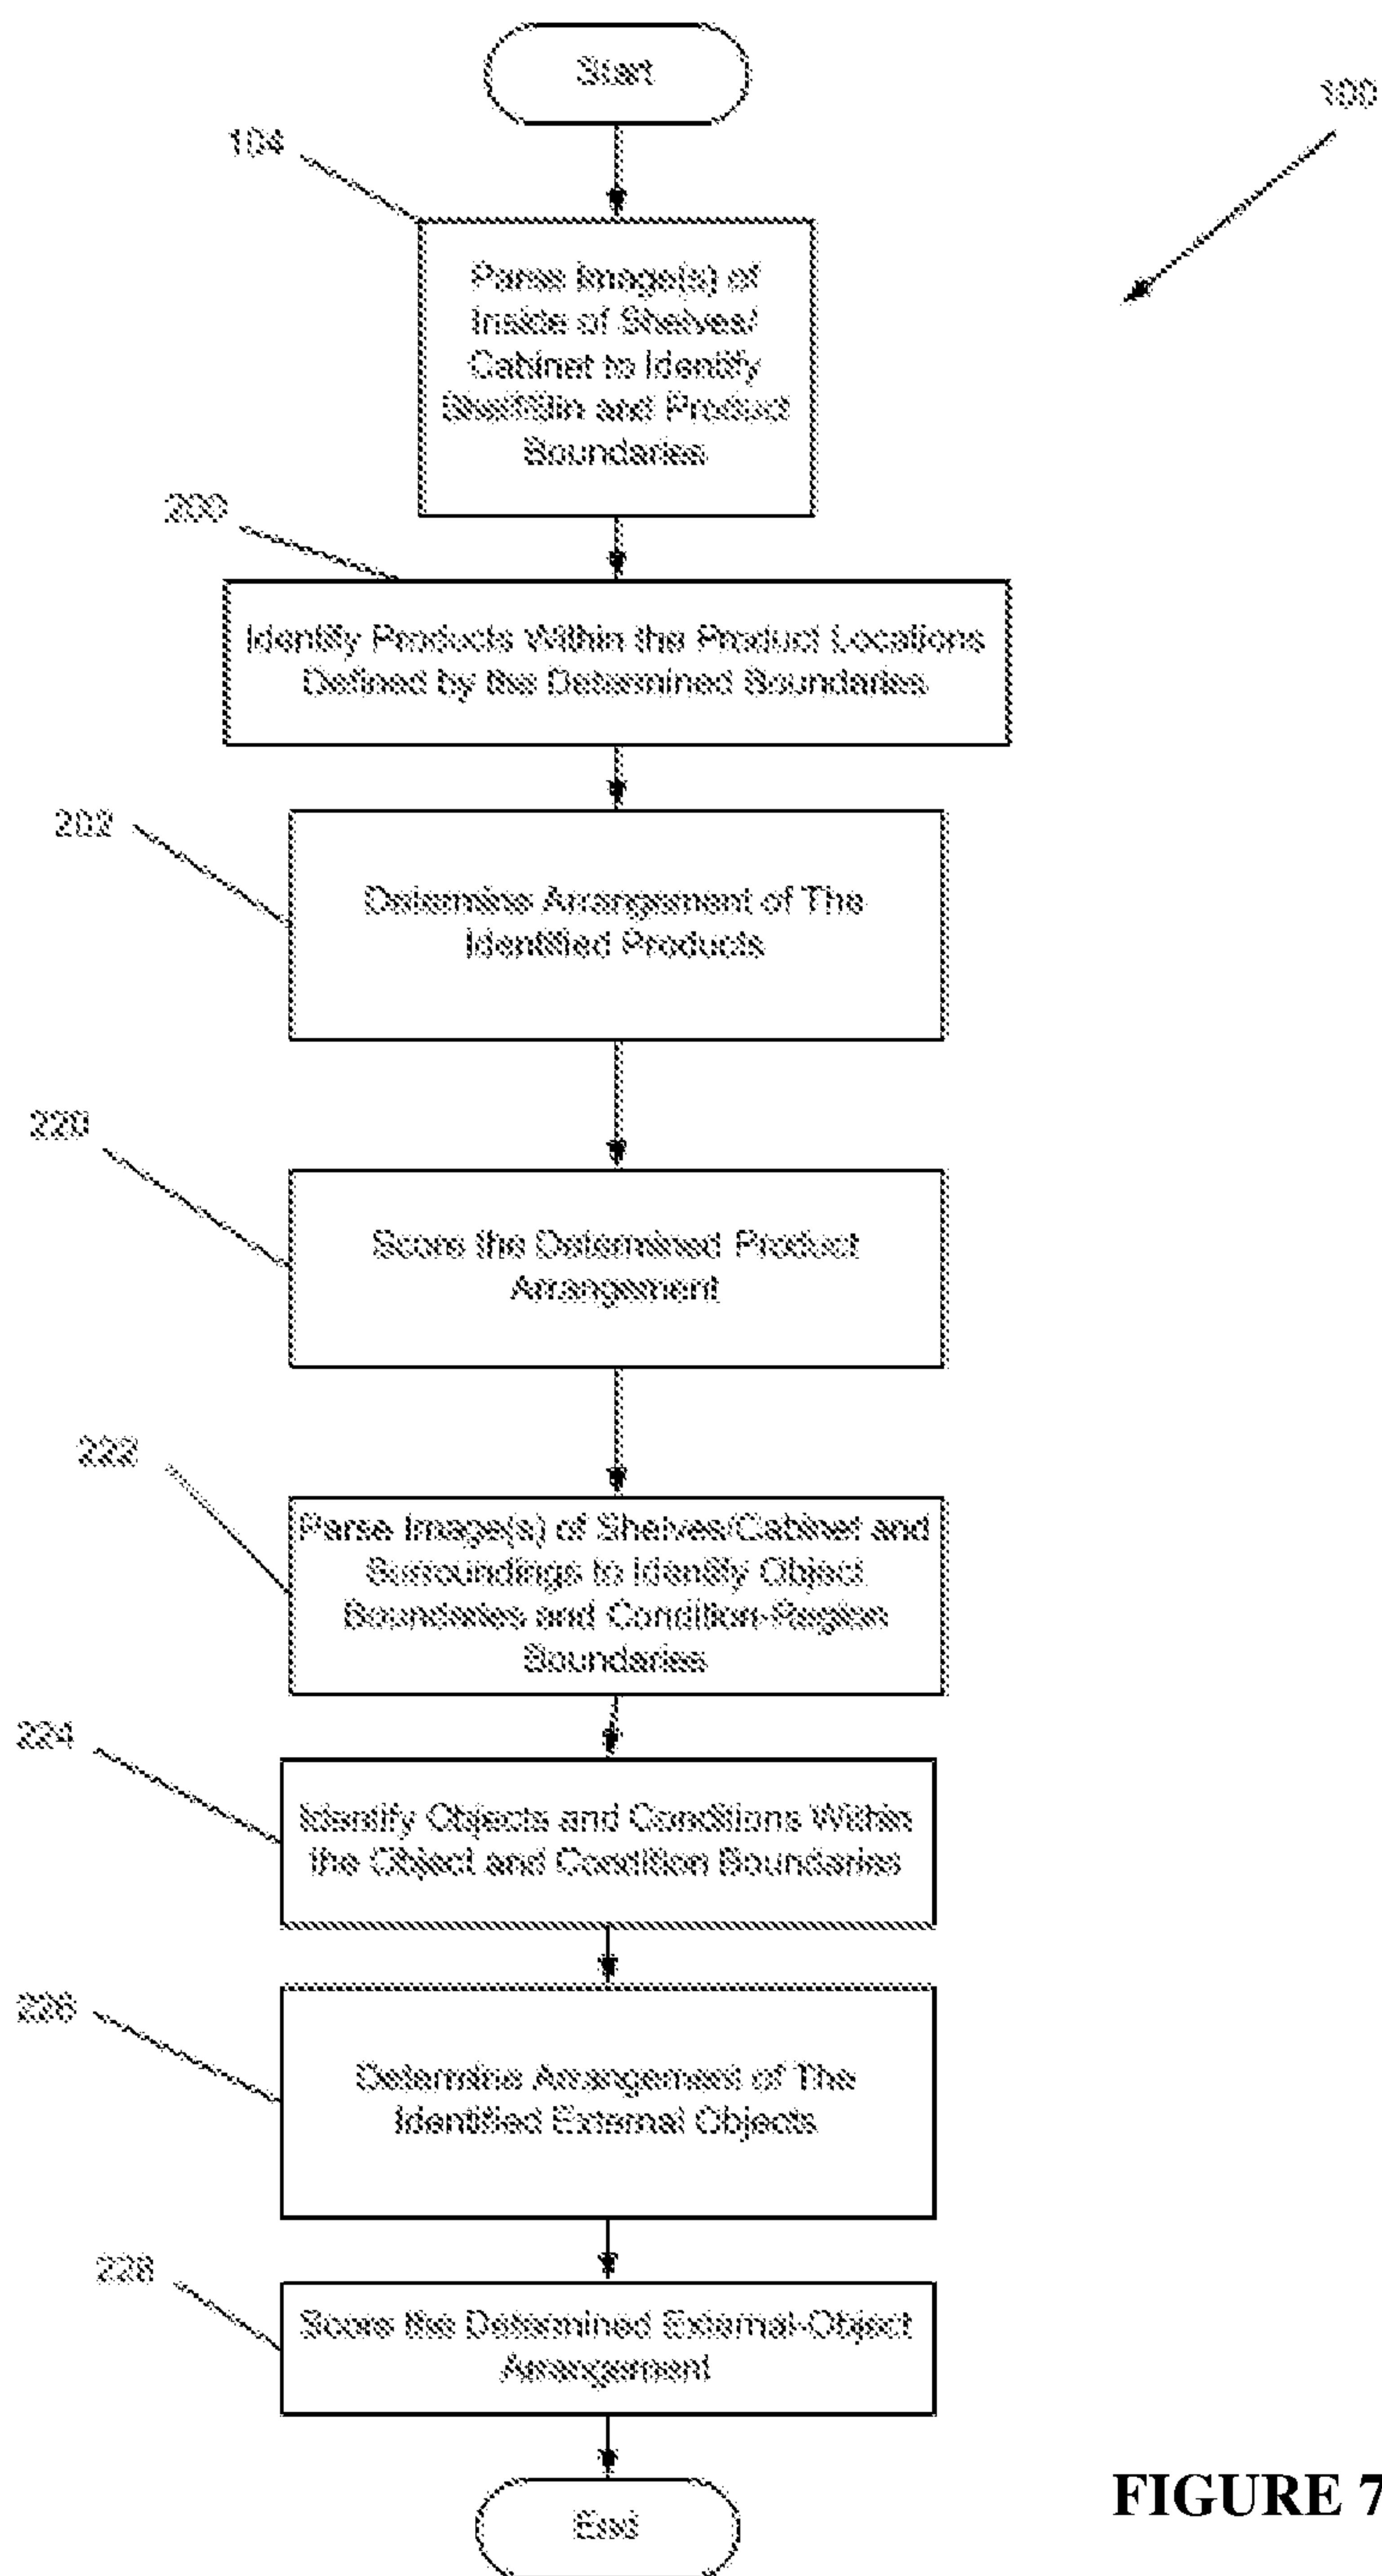 Start
100
104
Parse Image(s) of
Inside of Shelves/
Cabinet to Identify
Shelf/Bin and Product
Boundaries
200
Identify Products Within the Product Locations
Defined by the Determined Boundaries
202
Determine Arrangement of The
Identified Products
220
Score the Determined Product
Arrangement
222
Parse Image(s) of Shelves/Cabinet and
Surroundings to Identify Object
Boundaries and Condition-Region
Boundaries
224
Identify Objects and Conditions Within
the Object and Condition Boundaries
226
Determine Arrangement of The
Identified External Objects
228
Score the Determined External-Object
Arrangement
End
FIGURE 7